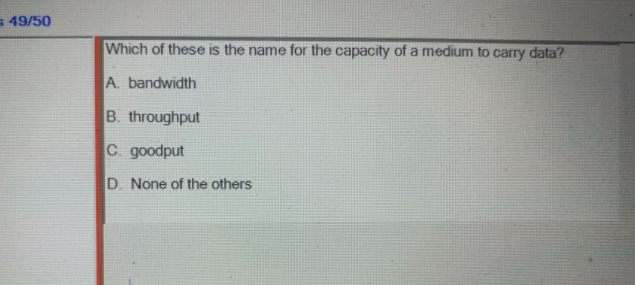 49/50
Which of these is the name for the capacity of a medium to carry data?
A. bandwidth
B. throughput
C. goodput
D. None of the others